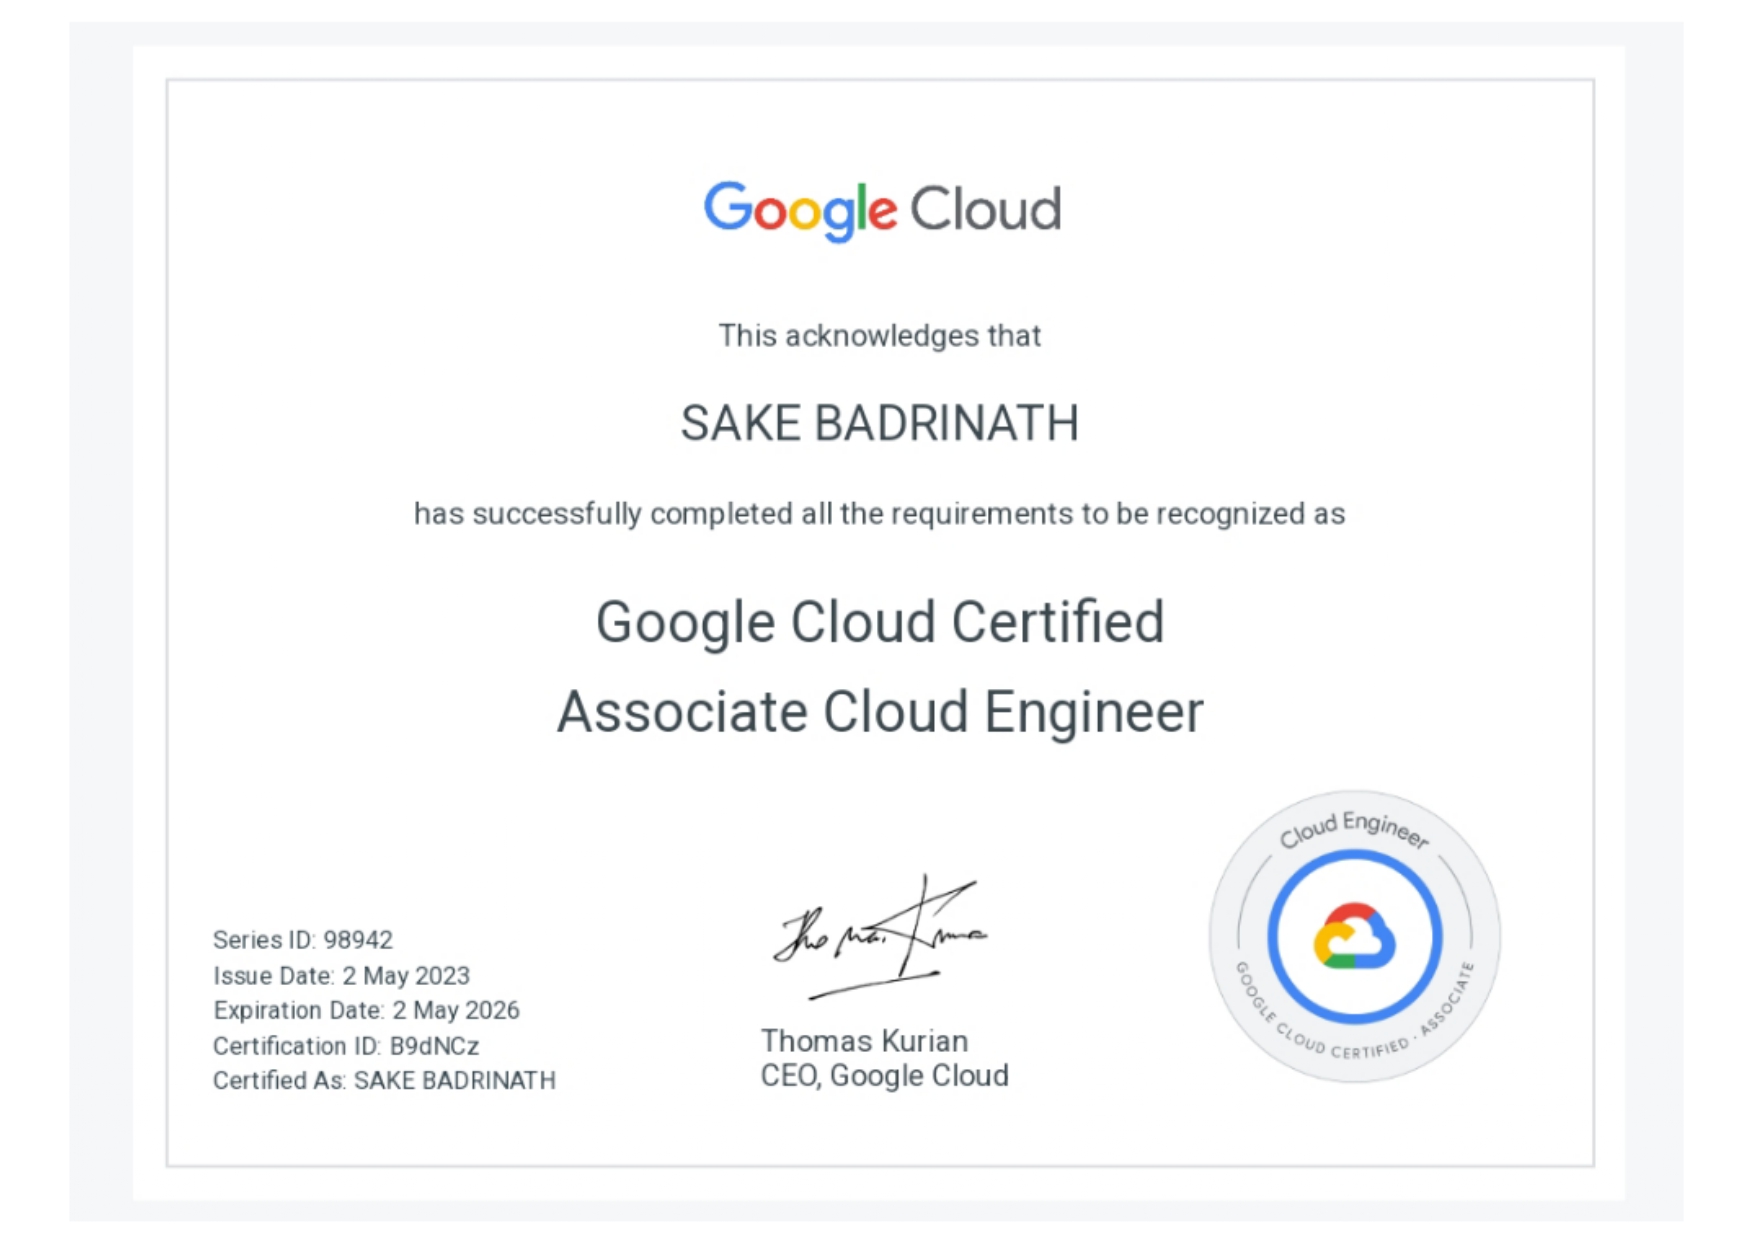 Google Cloud
This acknowledges that
SAKE BADRINATH
has successfully completed all the requirements to be recognized as
Google Cloud Certified
Associate Cloud Engineer
Series ID: 98942
Issue Date: 2 May 2023
Expiration Date: 2 May 2026
Certification ID: B9dNCz
Certified As: SAKE BADRINATH
Thomas Kurian
Thomas Kurian
CEO, Google Cloud
Cloud Engineer
GOOGLE CLOUD CERTIFIED · ASSOCIATE